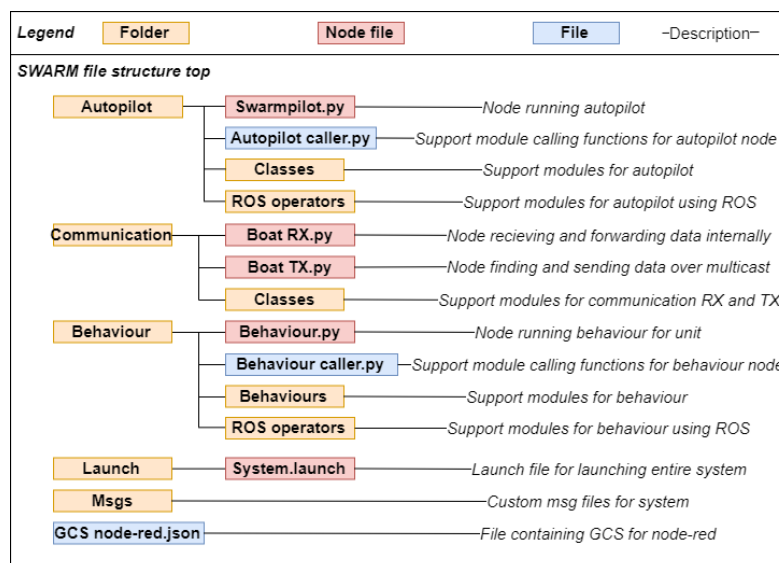 Legend Folder Node file File -Description-
SWARM file structure top
Autopilot Swarmpilot.py Node running autopilot
Autopilot caller.py Support module calling functions for autopilot node
Classes Support modules for autopilot
ROS operators Support modules for autopilot using ROS
Communication Boat RX.py Node recieving and forwarding data internally
Boat TX.py Node finding and sending data over multicast
Classes Support modules for communication RX and TX
Behaviour Behaviour.py Node running behaviour for unit
Behaviour caller.py Support module calling functions for behaviour node
Behaviours Support modules for behaviour
ROS operators Support modules for behaviour using ROS
Launch System.launch Launch file for launching entire system
Msgs Custom msg files for system
GCS node-red.json File containing GCS for node-red